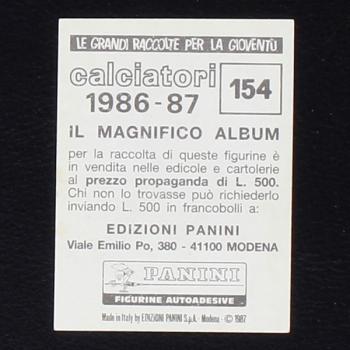 LE GRANDI RACCOLTE PER LA GIOVENTÙ
calciatori
1986-87
154
IL MAGNIFICO ALBUM
per la raccolta di queste figurine è
in vendita nelle edicole e cartolerie
al prezzo propaganda di L. 500.
Chi non lo trovasse può richiederlo
inviando L. 500 in francobolli a:
EDIZIONI PANINI
Viale Emilio Po, 380 - 41100 MODENA
PANINI
FIGURINE AUTOADESIVE
Made in Italy by EDIZIONI PANINI S.p.A. - Modena - © 1987